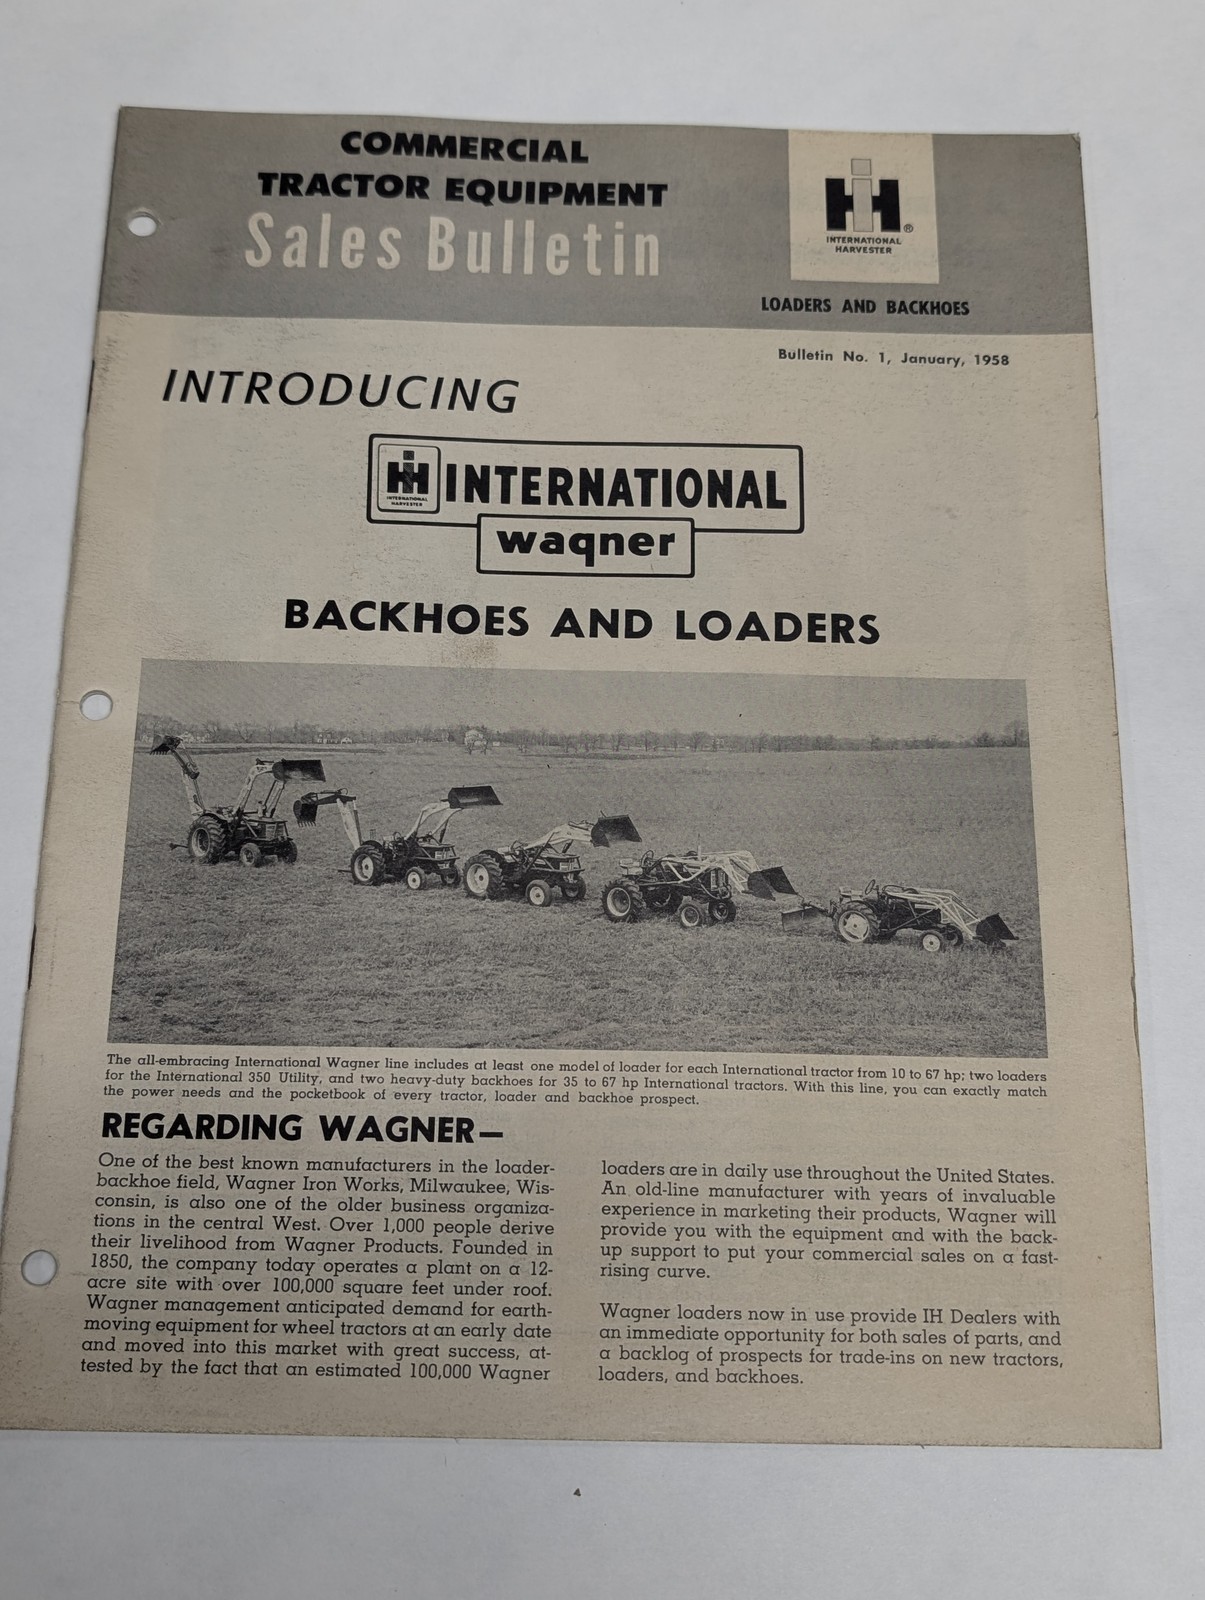 COMMERCIAL
TRACTOR EQUIPMENT
Sales Bulletin
IH
®
INTERNATIONAL
HARVESTER
LOADERS AND BACKHOES
Bulletin No. 1, January, 1958
INTRODUCING
IH
INTERNATIONAL
HARVESTER
INTERNATIONAL
wagner
BACKHOES AND LOADERS
The all-embracing International Wagner line includes at least one model of loader for each International tractor from 10 to 67 hp; two loaders
for the International 350 Utility, and two heavy-duty backhoes for 35 to 67 hp International tractors. With this line, you can exactly match
the power needs and the pocketbook of every tractor, loader and backhoe prospect.
REGARDING WAGNER—
One of the best known manufacturers in the loader-
backhoe field, Wagner Iron Works, Milwaukee, Wis-
consin, is also one of the older business organiza-
tions in the central West. Over 1,000 people derive
their livelihood from Wagner Products. Founded in
1850, the company today operates a plant on a 12-
acre site with over 100,000 square feet under roof.
Wagner management anticipated demand for earth-
moving equipment for wheel tractors at an early date
and moved into this market with great success, at-
tested by the fact that an estimated 100,000 Wagner
loaders are in daily use throughout the United States.
An old-line manufacturer with years of invaluable
experience in marketing their products, Wagner will
provide you with the equipment and with the back-
up support to put your commercial sales on a fast-
rising curve.
Wagner loaders now in use provide IH Dealers with
an immediate opportunity for both sales of parts, and
a backlog of prospects for trade-ins on new tractors,
loaders, and backhoes.